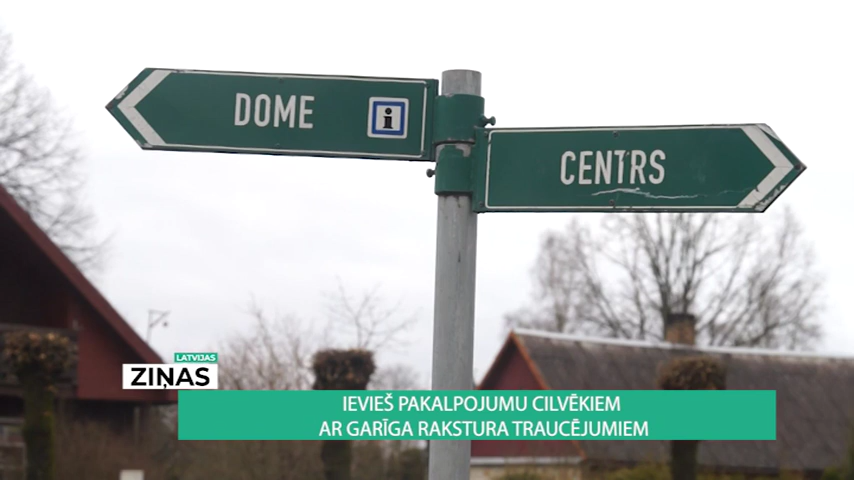 DOME i
CENTRS
LATVIJAS
ZIŅAS
IEVIEŠ PAKALPOJUMU CILVĒKIEM
AR GARĪGA RAKSTURA TRAUCĒJUMIEM